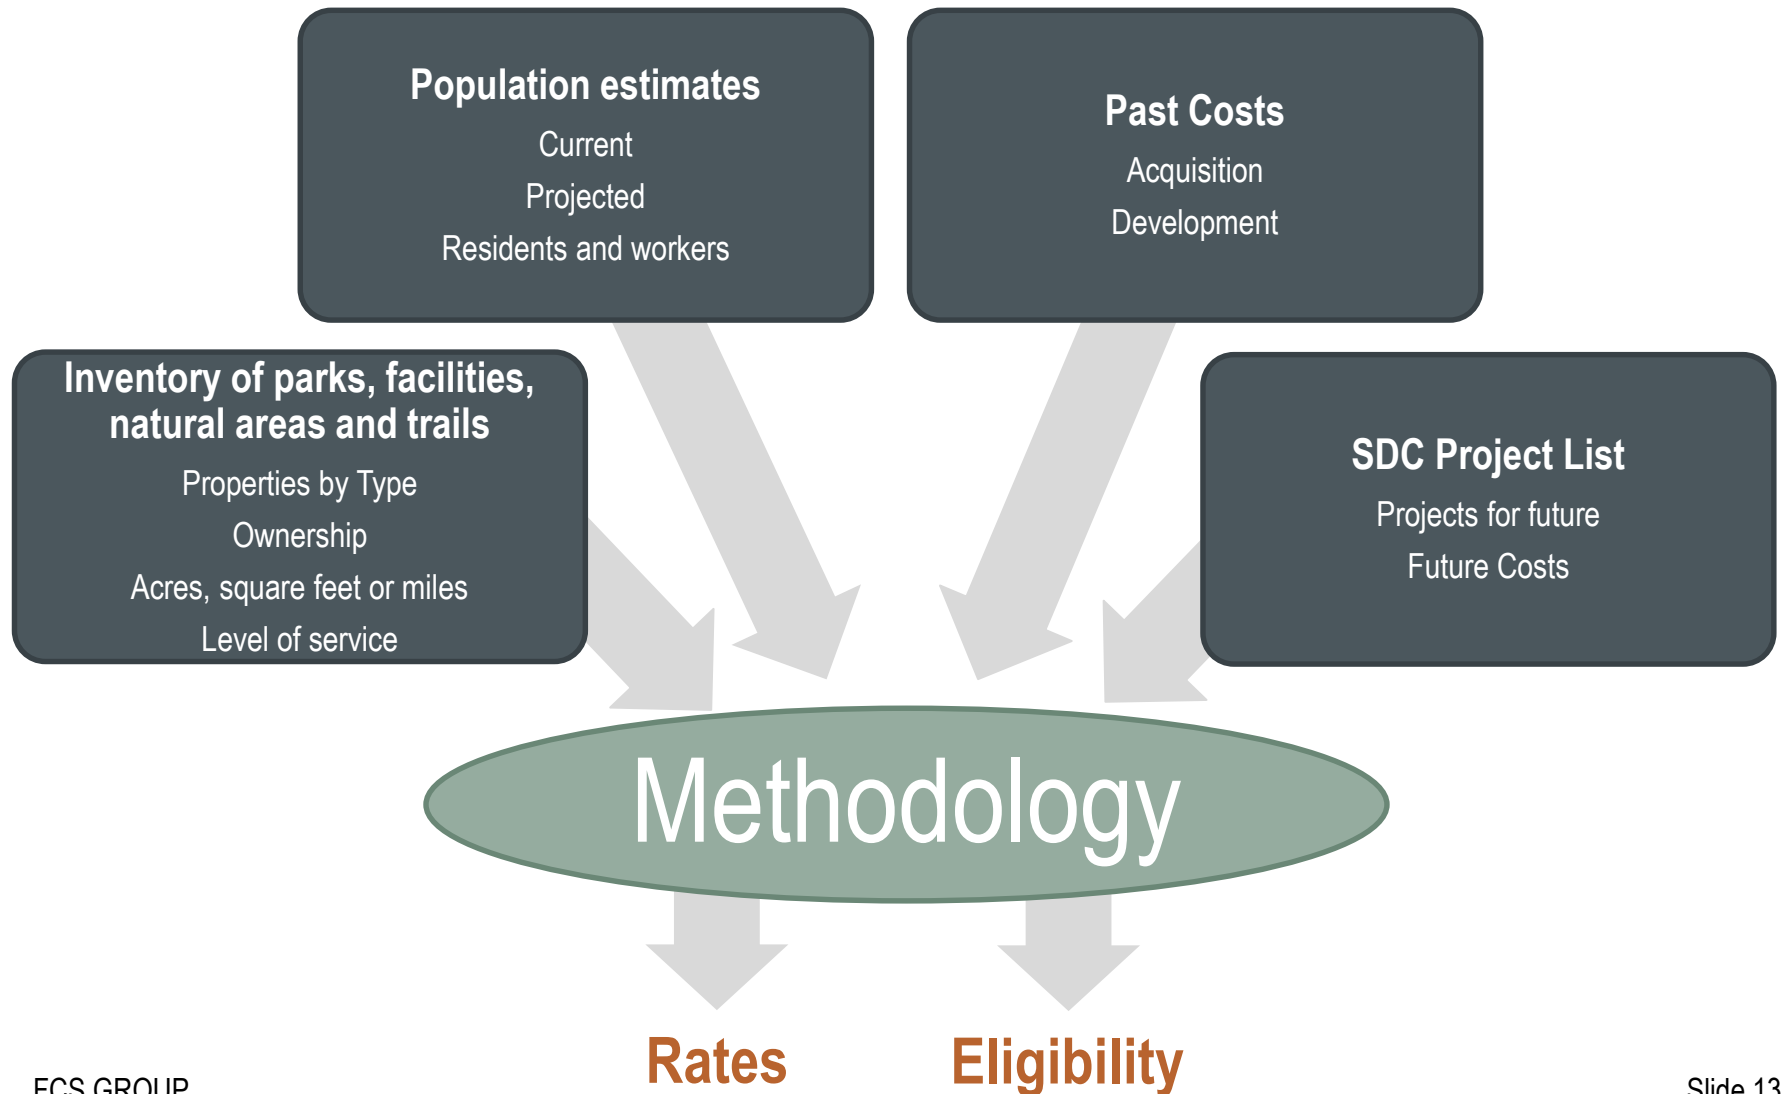 Population estimates
Current
Projected
Residents and workers
Past Costs
Acquisition
Development
Inventory of parks, facilities,
natural areas and trails
Properties by Type
Ownership
Acres, square feet or miles
Level of service
SDC Project List
Projects for future
Future Costs
Methodology
Rates
Eligibility
FCS GROUP
Slide 13